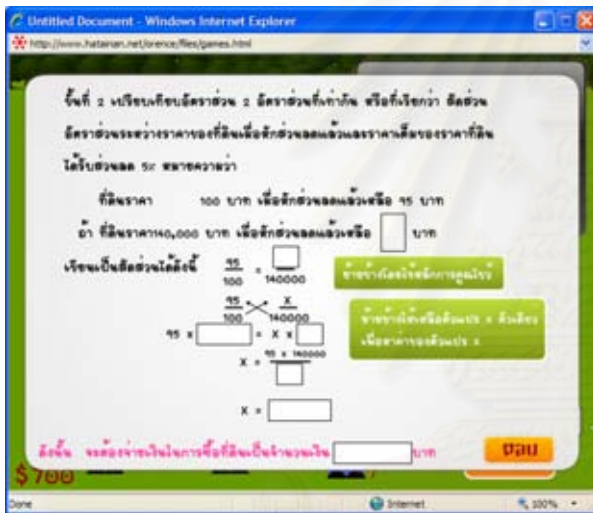 Untitled Document - Windows Internet Explorer
http://www.hatainan.net/orence/files/games.html
ขั้นที่ 2 เปรียบเทียบอัตราส่วน 2 อัตราส่วนที่เท่ากัน หรือที่เรียกว่า สัดส่วน
อัตราส่วนระหว่างราคาของที่ดินเมื่อหักส่วนลดแล้วและราคาเต็มของราคาที่ดิน
ได้รับส่วนลด 5% หมายความว่า
ที่ดินราคา 100 บาท เมื่อหักส่วนลดแล้วเหลือ 95 บาท
ถ้า ที่ดินราคา140,000 บาท เมื่อหักส่วนลดแล้วเหลือ บาท
เขียนเป็นสัดส่วนได้ดังนี้ 95/100 = /140000
ย้ายข้างโดยใช้หลักการคูณไขว้
95/100 X/140000
95 x = X x
ย้ายข้างให้เหลือตัวแปร x ตัวเดียว
เพื่อหาค่าของตัวแปร x
X = 95 x 140000
X =
ดังนั้น จะต้องจ่ายเงินในการซื้อที่ดินเป็นจำนวนเงิน บาท
ตอบ
$700
Done Internet 100%